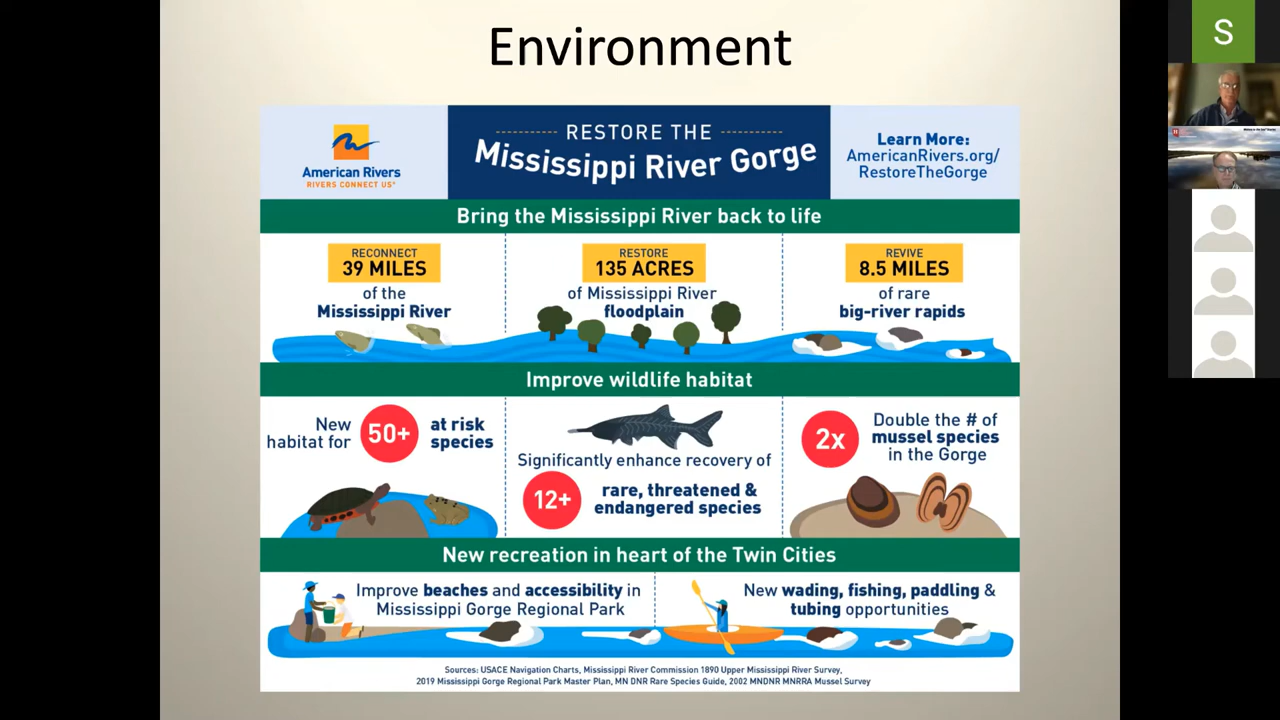 Environment
S
American Rivers
RIVERS CONNECT US®
RESTORE THE
Mississippi River Gorge
Learn More:
AmericanRivers.org/
RestoreTheGorge
Bring the Mississippi River back to life
RECONNECT
39 MILES
of the
Mississippi River
RESTORE
135 ACRES
of Mississippi River
floodplain
REVIVE
8.5 MILES
of rare
big-river rapids
Improve wildlife habitat
New
habitat for
50+
at risk
species
Significantly enhance recovery of
12+
rare, threatened &
endangered species
2x
Double the # of
mussel species
in the Gorge
New recreation in heart of the Twin Cities
Improve beaches and accessibility in
Mississippi Gorge Regional Park
New wading, fishing, paddling &
tubing opportunities
Sources: USACE Navigation Charts, Mississippi River Commission 1890 Upper Mississippi River Survey,
2019 Mississippi Gorge Regional Park Master Plan, MN DNR Rare Species Guide, 2002 MNDNR MNRRA Mussel Survey